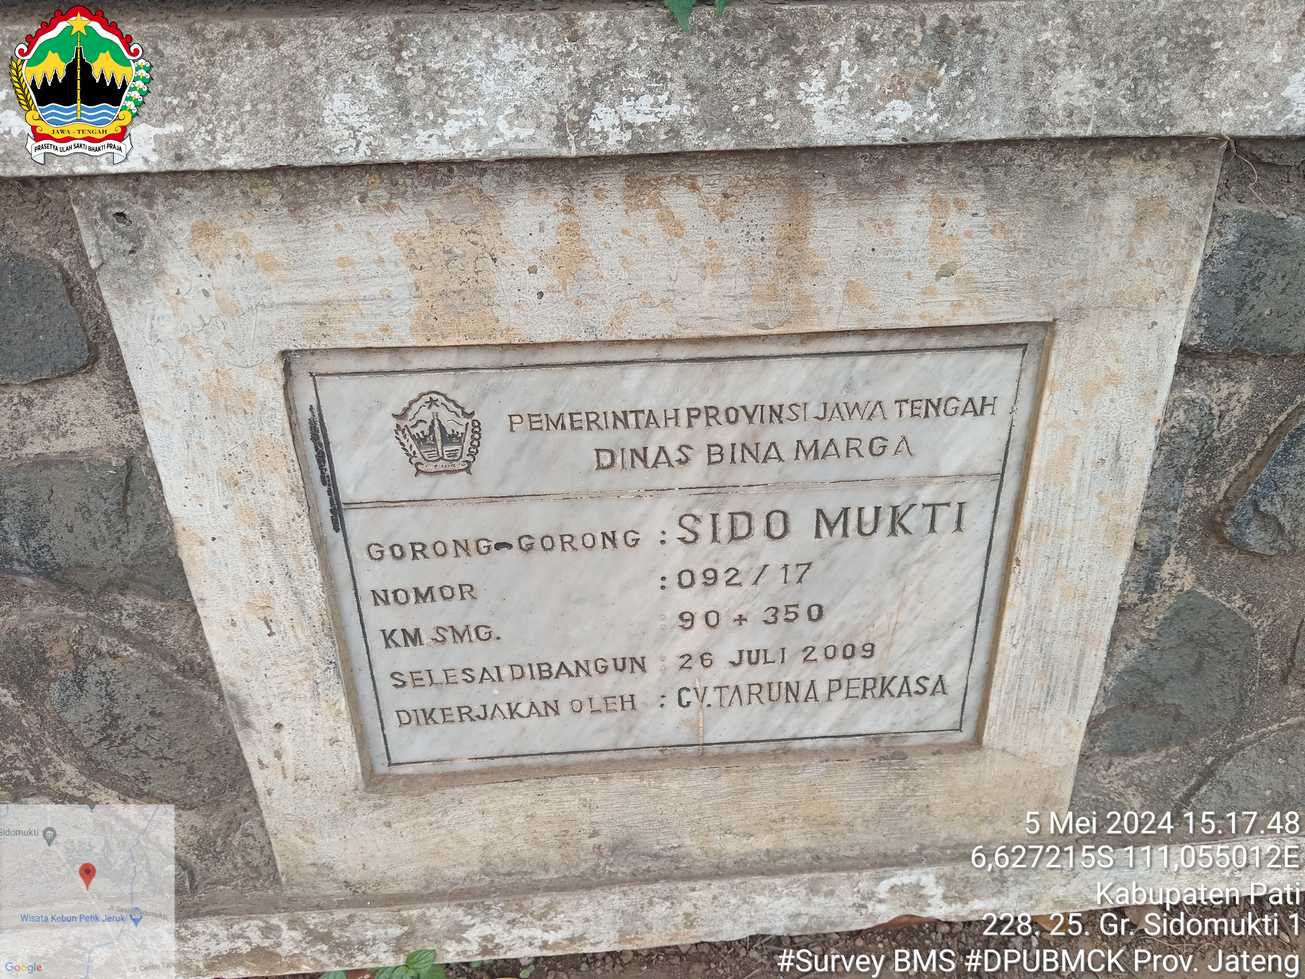 JAWA - TENGAH
PRASETYA ULAH SAKTI BHAKTI PRAJA
PEMERINTAH PROVINSI JAWA TENGAH
DINAS BINA MARGA
GORONG-GORONG : SIDO MUKTI
NOMOR : 092 / 17
KM SMG. : 90 + 350
SELESAI DIBANGUN : 26 JULI 2009
DIKERJAKAN OLEH : CV.TARUNA PERKASA
Sidomukti
Wisata Kebun Petik Jeruk
Google
5 Mei 2024 15.17.48
6,627215S 111,055012E
Kabupaten Pati
228. 25. Gr. Sidomukti 1
#Survey BMS #DPUBMCK Prov. Jateng